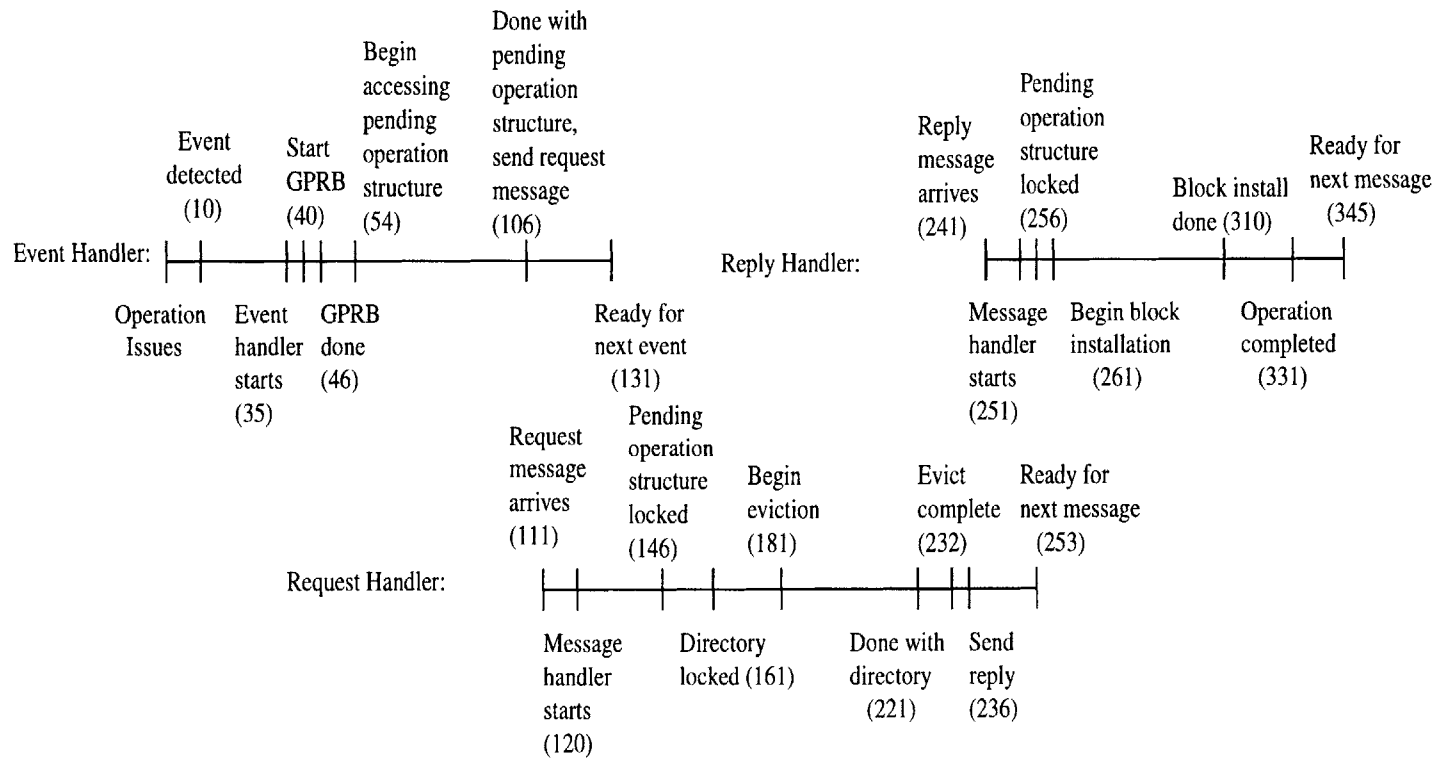 Event Handler:
Operation
Issues
Event
detected
(10)
Event
handler
starts
(35)
Start
GPRB
(40)
GPRB
done
(46)
Begin
accessing
pending
operation
structure
(54)
Done with
pending
operation
structure,
send request
message
(106)
Ready for
next event
(131)
Reply Handler:
Reply
message
arrives
(241)
Message
handler
starts
(251)
Pending
operation
structure
locked
(256)
Begin block
installation
(261)
Block install
done (310)
Operation
completed
(331)
Ready for
next message
(345)
Request Handler:
Request
message
arrives
(111)
Message
handler
starts
(120)
Pending
operation
structure
locked
(146)
Directory
locked (161)
Begin
eviction
(181)
Done with
directory
(221)
Evict
complete
(232)
Send
reply
(236)
Ready for
next message
(253)